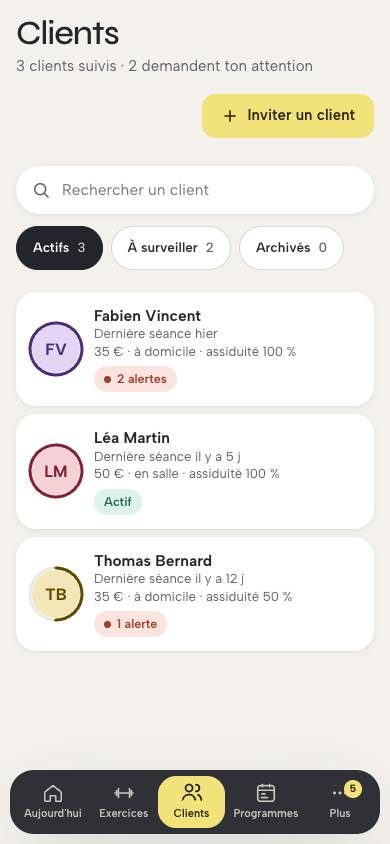 Clients
3 clients suivis · 2 demandent ton attention
+ Inviter un client
Rechercher un client
Actifs 3
À surveiller 2
Archivés 0
FV
Fabien Vincent
Dernière séance hier
35 € · à domicile · assiduité 100 %
2 alertes
LM
Léa Martin
Dernière séance il y a 5 j
50 € · en salle · assiduité 100 %
Actif
TB
Thomas Bernard
Dernière séance il y a 12 j
35 € · à domicile · assiduité 50 %
1 alerte
5
Aujourd'hui
Exercices
Clients
Programmes
Plus